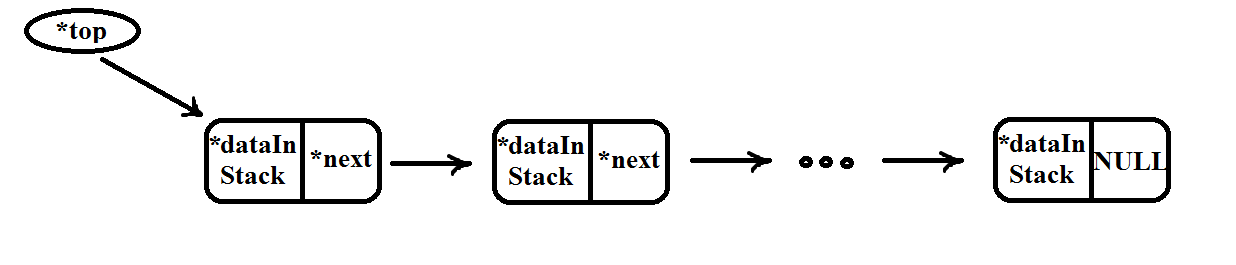 *top
*dataIn
Stack
*next
*dataIn
Stack
*next
*dataIn
Stack
NULL